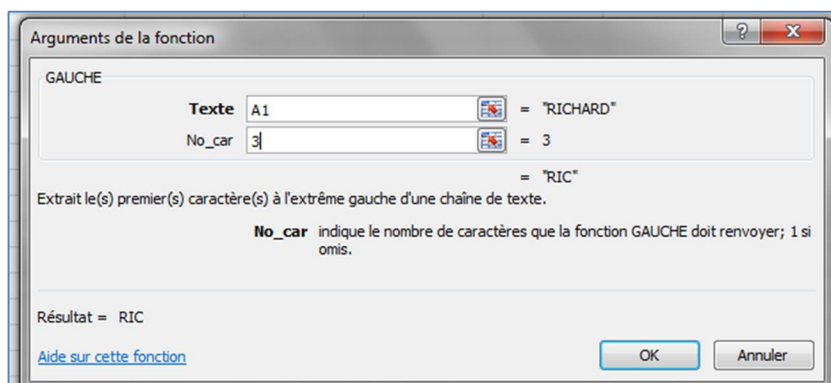 Arguments de la fonction
GAUCHE
Texte A1 = "RICHARD"
No_car 3 = 3
= "RIC"
Extrait le(s) premier(s) caractère(s) à l'extrême gauche d'une chaîne de texte.
No_car indique le nombre de caractères que la fonction GAUCHE doit renvoyer; 1 si
omis.
Résultat = RIC
Aide sur cette fonction OK Annuler